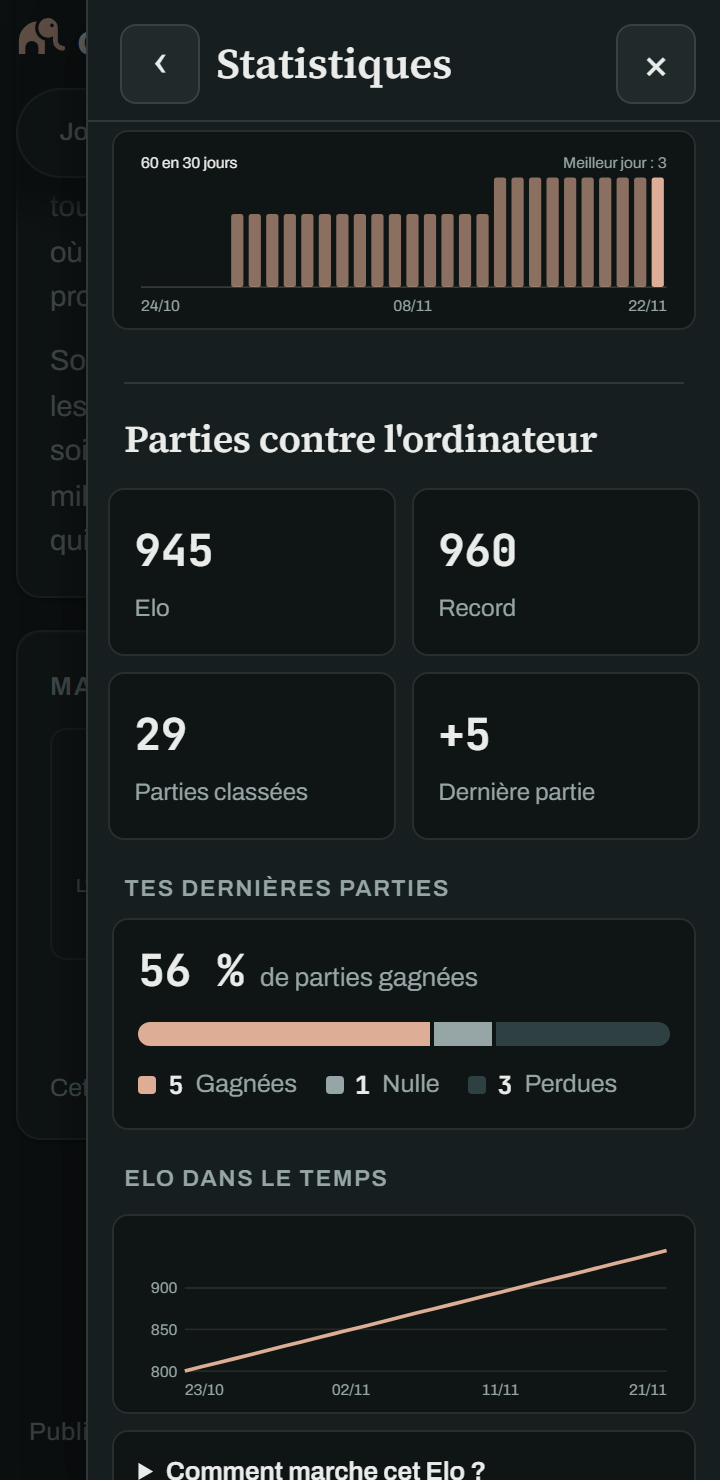 ‹ Statistiques ×
60 en 30 jours Meilleur jour : 3
24/10 08/11 22/11
Parties contre l'ordinateur
945 960
Elo Record
29 +5
Parties classées Dernière partie
TES DERNIÈRES PARTIES
56 % de parties gagnées
5 Gagnées 1 Nulle 3 Perdues
ELO DANS LE TEMPS
900
850
800
23/10 02/11 11/11 21/11
Comment marche cet Elo ?
où
les